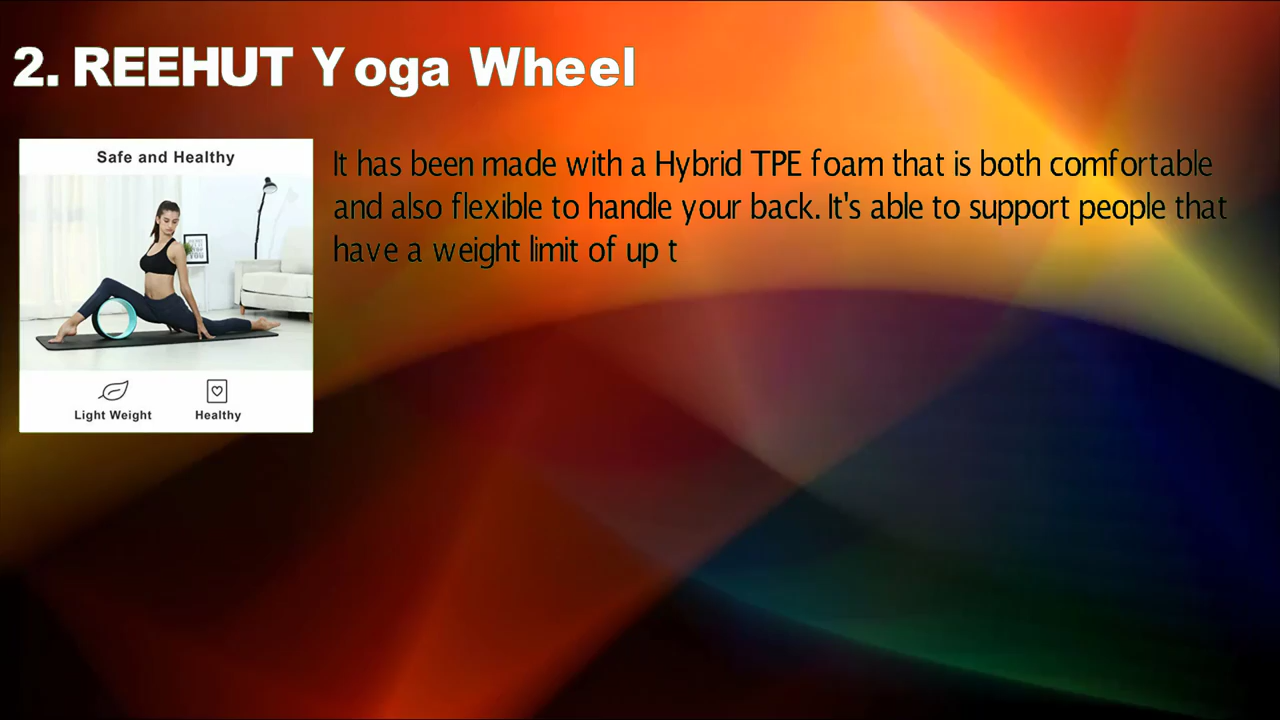 2. REEHUT Yoga Wheel
Safe and Healthy
It has been made with a Hybrid TPE foam that is both comfortable
and also flexible to handle your back. It's able to support people that
have a weight limit of up t
Light Weight
Healthy